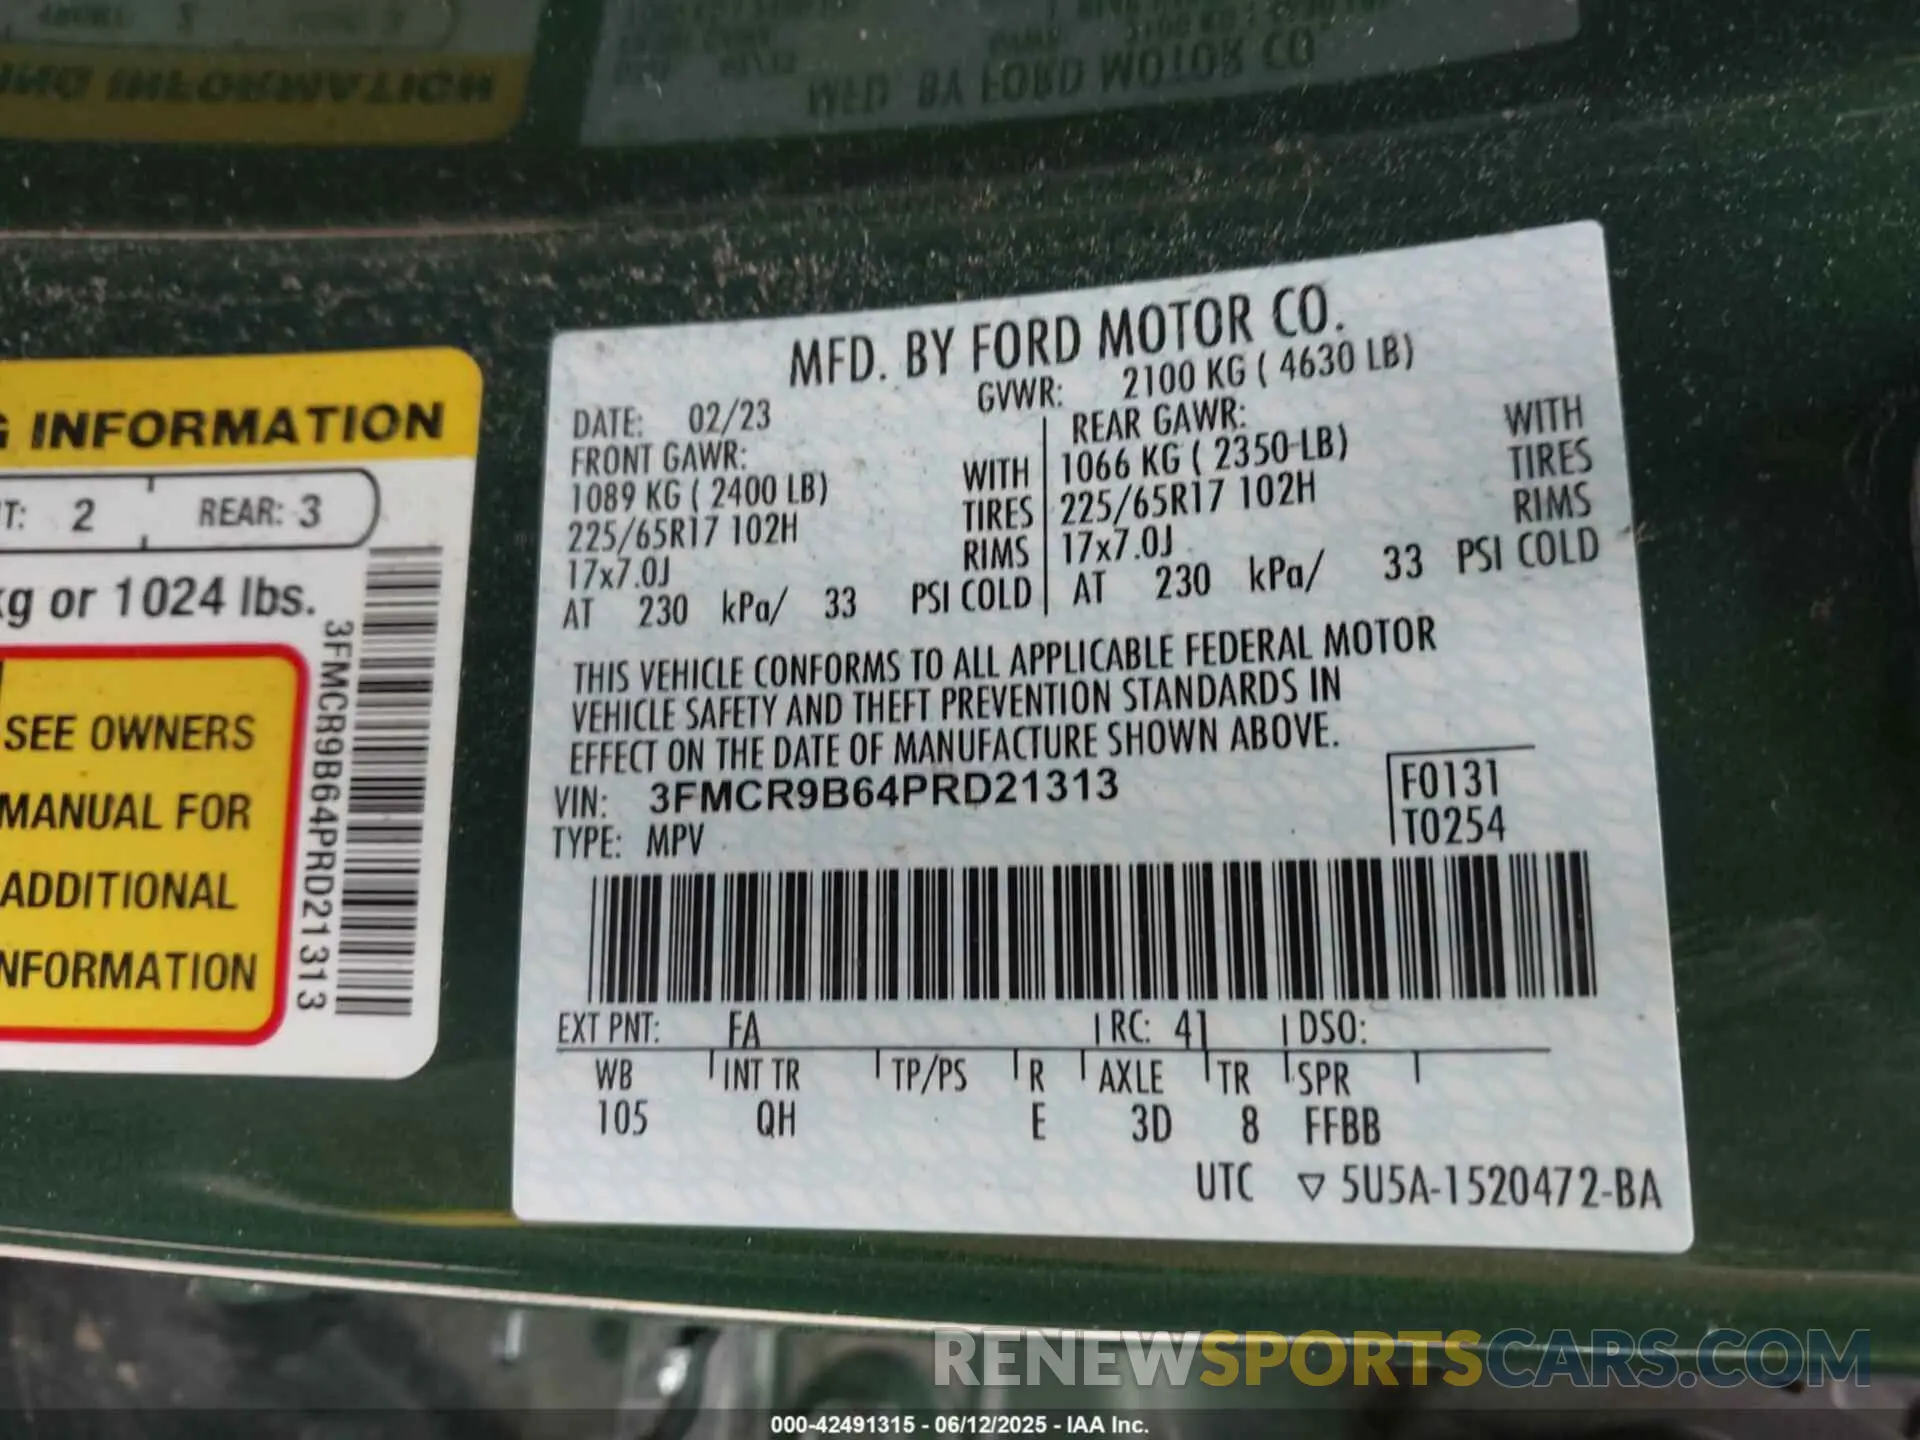 MFD. BY FORD MOTOR CO
G INFORMATION
T: 2 REAR: 3
kg or 1024 lbs.
SEE OWNERS
MANUAL FOR
ADDITIONAL
NFORMATION
3FMCR9B64PRD21313
MFD. BY FORD MOTOR CO.
DATE: 02/23 GVWR: 2100 KG ( 4630 LB)
FRONT GAWR: REAR GAWR:
1089 KG ( 2400 LB) WITH 1066 KG ( 2350 LB) WITH
225/65R17 102H TIRES 225/65R17 102H TIRES
17x7.0J RIMS 17x7.0J RIMS
AT 230 kPa/ 33 PSI COLD AT 230 kPa/ 33 PSI COLD
THIS VEHICLE CONFORMS TO ALL APPLICABLE FEDERAL MOTOR
VEHICLE SAFETY AND THEFT PREVENTION STANDARDS IN
EFFECT ON THE DATE OF MANUFACTURE SHOWN ABOVE.
VIN: 3FMCR9B64PRD21313 F0131
TYPE: MPV T0254
EXT PNT: FA RC: 41 DSO:
WB INT TR TP/PS R AXLE TR SPR
105 QH E 3D 8 FFBB
UTC ▽ 5U5A-1520472-BA
RENEWSPORTSCARS.COM
000-42491315 - 06/12/2025 - IAA Inc.